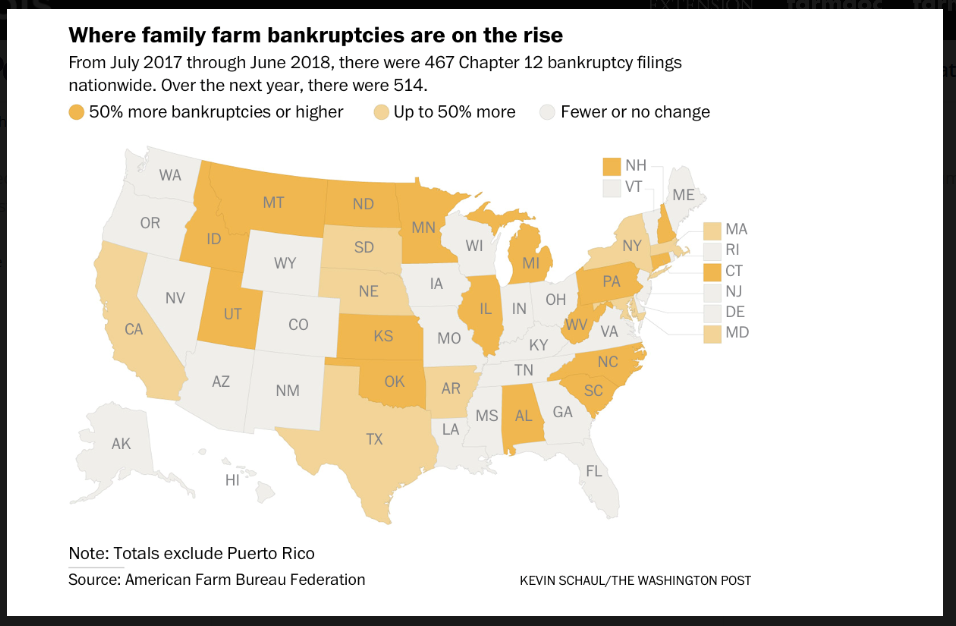 EXTENSION
Where family farm bankruptcies are on the rise
From July 2017 through June 2018, there were 467 Chapter 12 bankruptcy filings
nationwide. Over the next year, there were 514.
50% more bankruptcies or higher
Up to 50% more
Fewer or no change
WA
OR
ID
MT
ND
MN
SD
WY
NE
IA
WI
MI
NV
UT
CO
KS
MO
IL
IN
OH
PA
NY
ME
NH
VT
MA
RI
CT
NJ
DE
MD
CA
AZ
NM
OK
AR
TX
LA
MS
AL
GA
FL
TN
KY
WV
VA
NC
SC
AK
HI
Note: Totals exclude Puerto Rico
Source: American Farm Bureau Federation
KEVIN SCHAUL/THE WASHINGTON POST